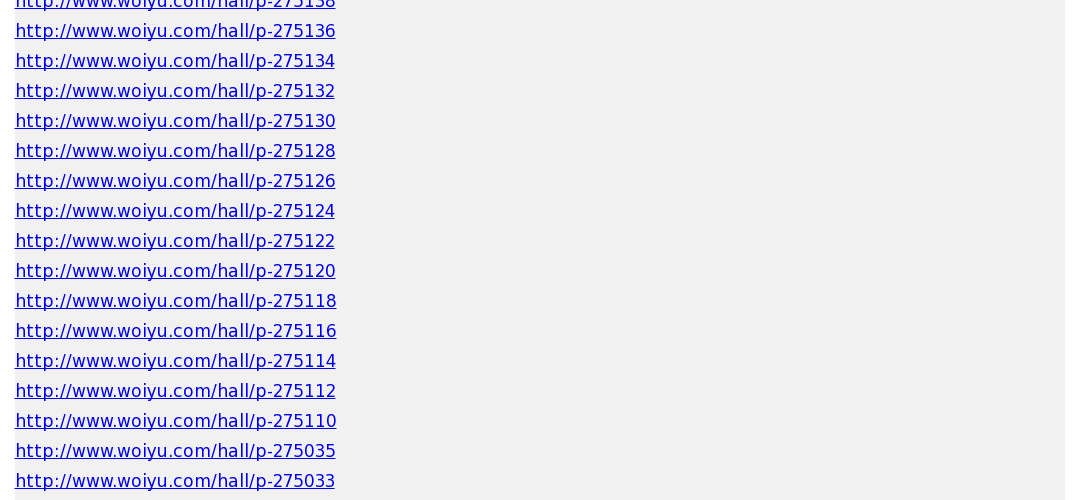 http://www.woiyu.com/hall/p-275138
http://www.woiyu.com/hall/p-275136
http://www.woiyu.com/hall/p-275134
http://www.woiyu.com/hall/p-275132
http://www.woiyu.com/hall/p-275130
http://www.woiyu.com/hall/p-275128
http://www.woiyu.com/hall/p-275126
http://www.woiyu.com/hall/p-275124
http://www.woiyu.com/hall/p-275122
http://www.woiyu.com/hall/p-275120
http://www.woiyu.com/hall/p-275118
http://www.woiyu.com/hall/p-275116
http://www.woiyu.com/hall/p-275114
http://www.woiyu.com/hall/p-275112
http://www.woiyu.com/hall/p-275110
http://www.woiyu.com/hall/p-275035
http://www.woiyu.com/hall/p-275033